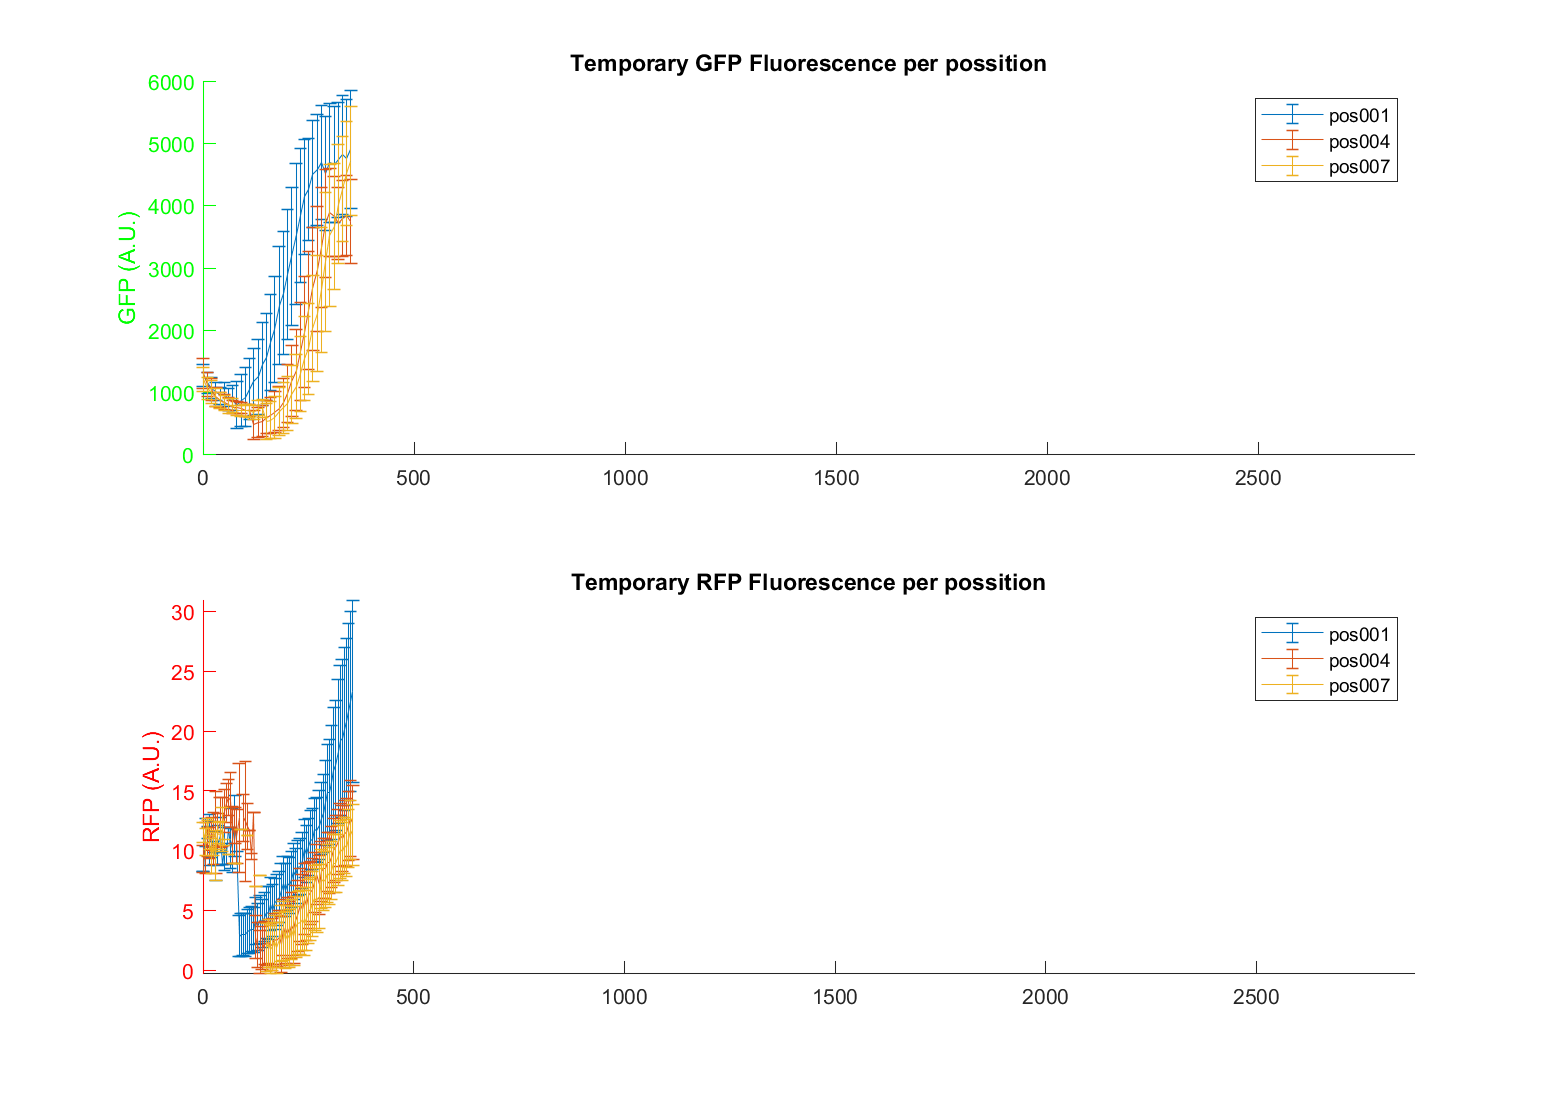 Temporary GFP Fluorescence per possition
6000
5000
4000
3000
2000
1000
0
GFP (A.U.)
0 500 1000 1500 2000 2500
pos001
pos004
pos007
Temporary RFP Fluorescence per possition
30
25
20
15
10
5
0
RFP (A.U.)
0 500 1000 1500 2000 2500
pos001
pos004
pos007